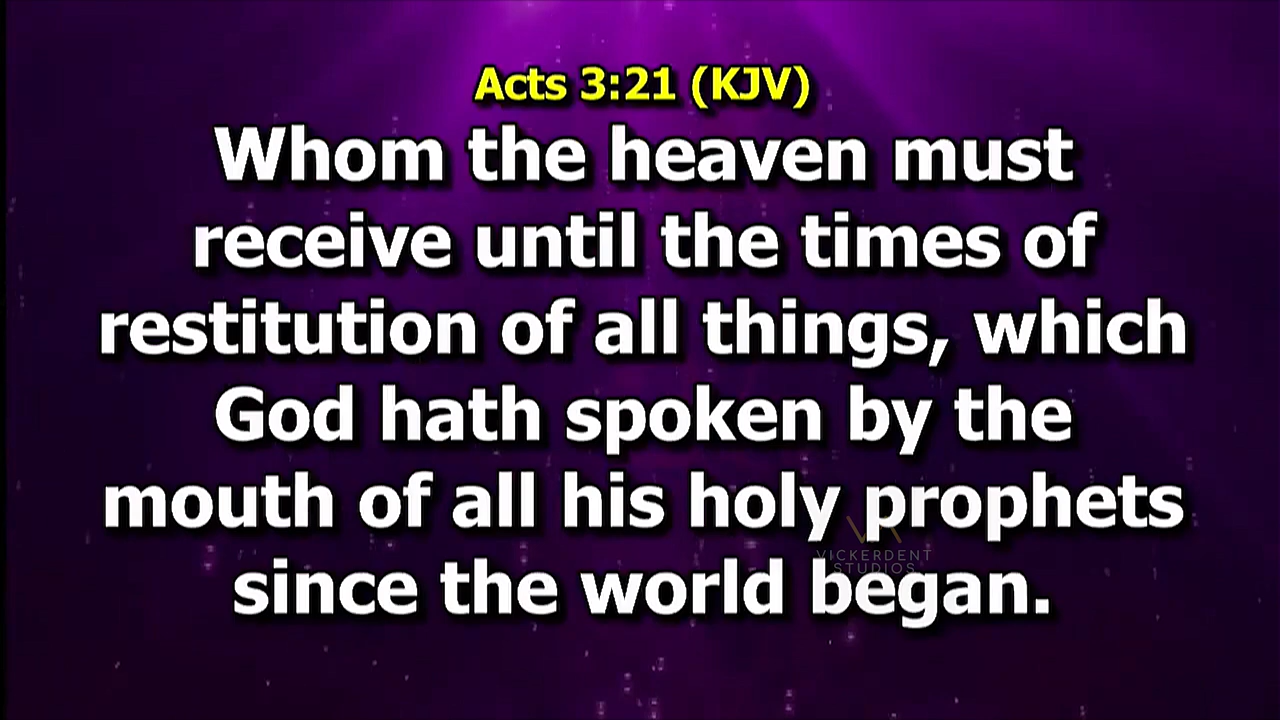 Acts 3:21 (KJV)
Whom the heaven must
receive until the times of
restitution of all things, which
God hath spoken by the
mouth of all his holy prophets
since the world began.
VICKERDENT
STUDIOS